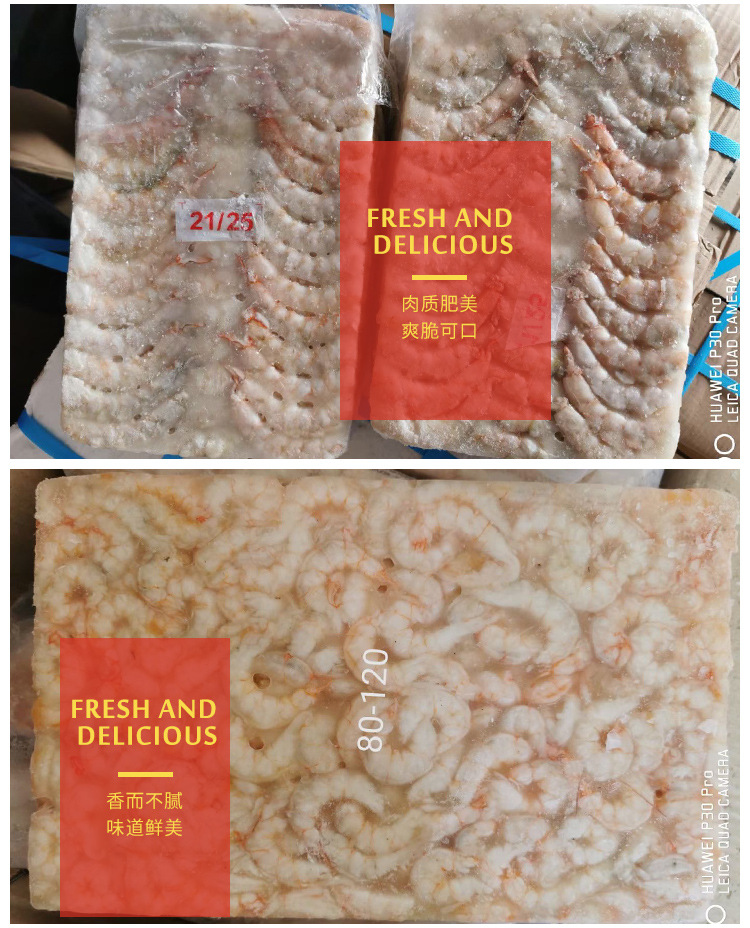 21/25
FRESH AND
DELICIOUS
肉质肥美
爽脆可口
HUAWEI P30 Pro
LEICA QUAD CAMERA
80-120
FRESH AND
DELICIOUS
香而不腻
味道鲜美
HUAWEI P30 Pro
LEICA QUAD CAMERA